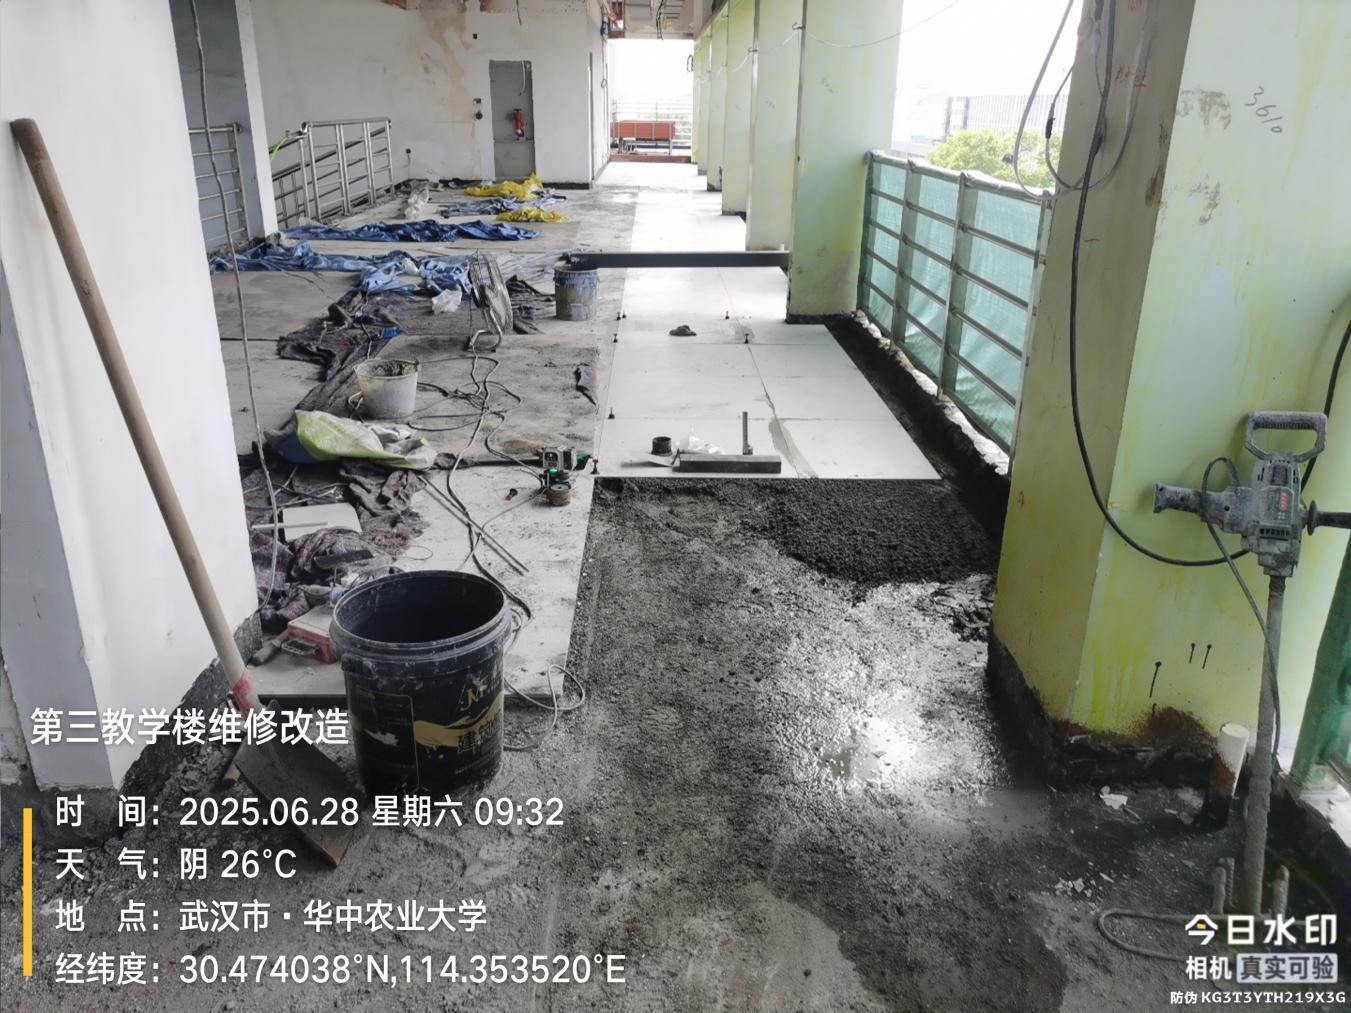 3610
第三教学楼维修改造
时 间：2025.06.28 星期六 09:32
天 气：阴 26°C
地 点：武汉市·华中农业大学
经纬度：30.474038°N,114.353520°E
今日水印
相机 真实可验
防伪 KG3T3YTH219X3G